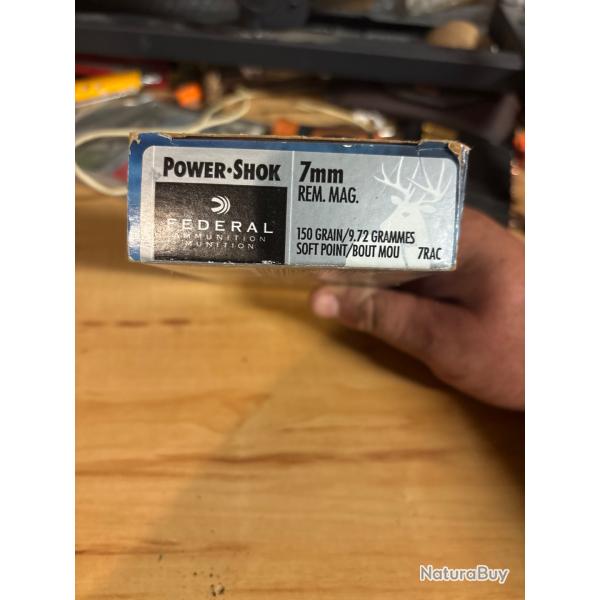 POWER•SHOK
FEDERAL
AMMUNITION
MUNITION
7mm
REM. MAG.
150 GRAIN/9.72 GRAMMES
SOFT POINT/BOUT MOU 7RAC
NaturaBuy